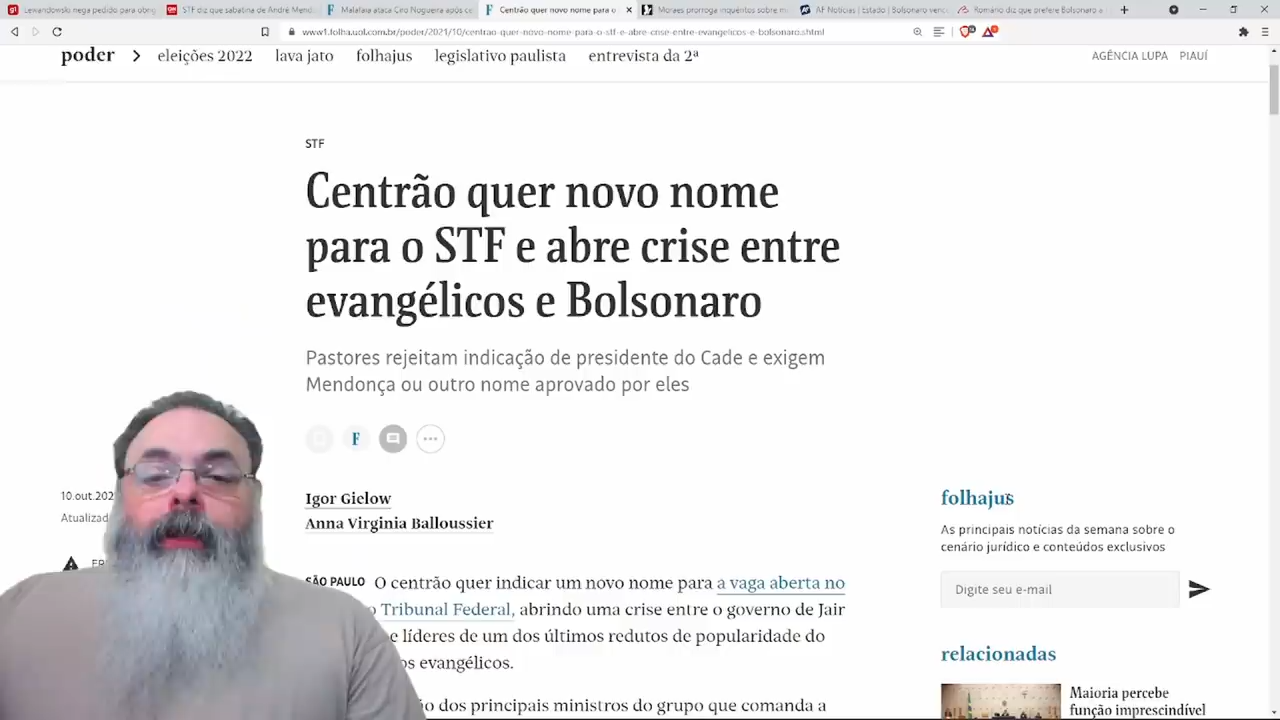 Lewandowski nega pedido para obrig
STF diz que sabatina de André Mend
Malafaia ataca Ciro Nogueira após ce
Centrão quer novo nome para o
Moraes prorroga inquéritos sobre m
AF Notícias | Estado | Bolsonaro venc
Romário diz que prefere Bolsonaro a
www1.folha.uol.com.br/poder/2021/10/centrao-quer-novo-nome-para-o-stf-e-abre-crise-entre-evangelicos-e-bolsonaro.shtml
poder > eleições 2022 lava jato folhajus legislativo paulista entrevista da 2ª AGÊNCIA LUPA PIAUÍ
STF
Centrão quer novo nome
para o STF e abre crise entre
evangélicos e Bolsonaro
Pastores rejeitam indicação de presidente do Cade e exigem
Mendonça ou outro nome aprovado por eles
F
10.out.202
Atualizad
Igor Gielow
Anna Virginia Balloussier
SÃO PAULO O centrão quer indicar um novo nome para a vaga aberta no
o Tribunal Federal, abrindo uma crise entre o governo de Jair
e líderes de um dos últimos redutos de popularidade do
os evangélicos.
ão dos principais ministros do grupo que comanda a
folhajus
As principais notícias da semana sobre o
cenário jurídico e conteúdos exclusivos
Digite seu e-mail
relacionadas
Maioria percebe
função imprescindível